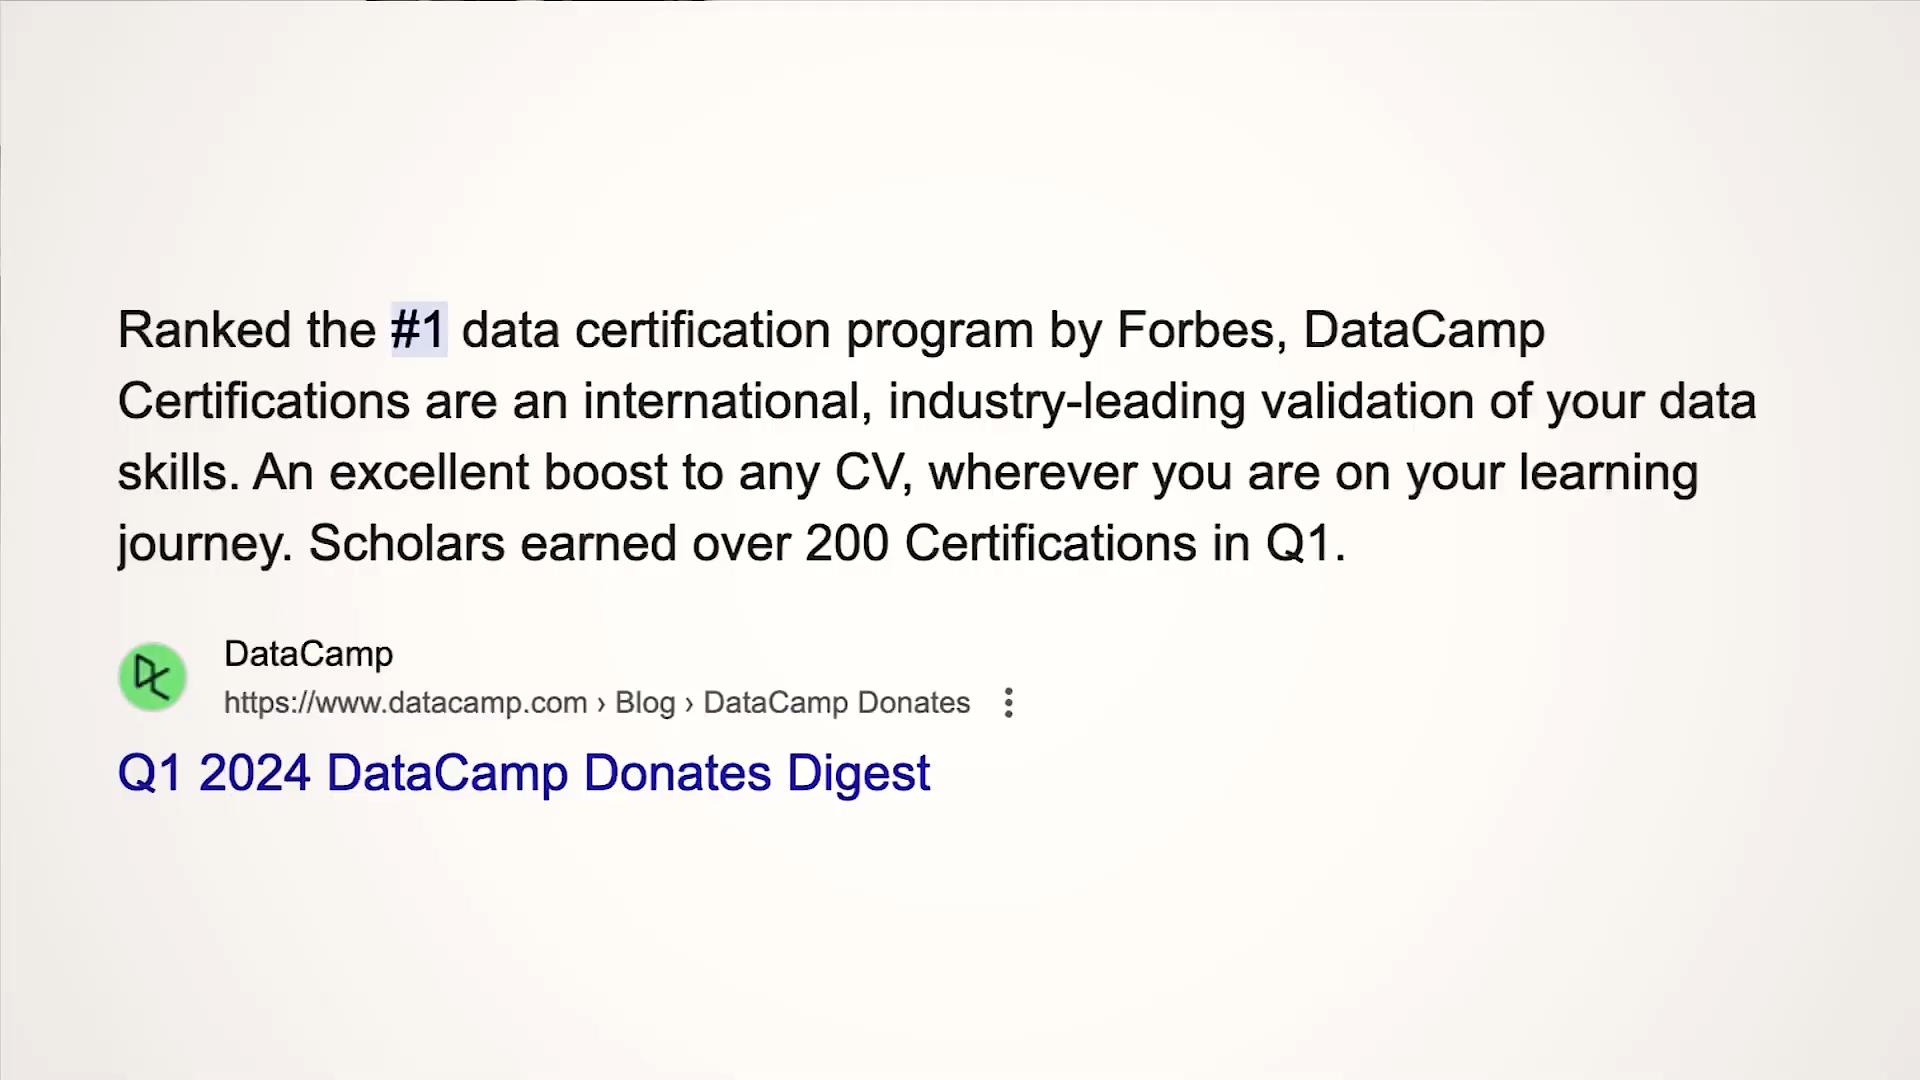 Ranked the #1 data certification program by Forbes, DataCamp
Certifications are an international, industry-leading validation of your data
skills. An excellent boost to any CV, wherever you are on your learning
journey. Scholars earned over 200 Certifications in Q1.
DataCamp
https://www.datacamp.com › Blog › DataCamp Donates
Q1 2024 DataCamp Donates Digest